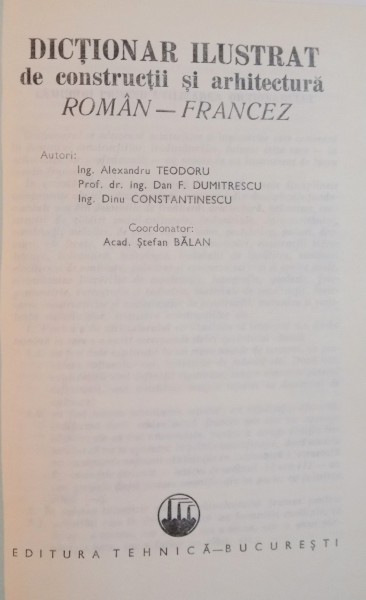 DICȚIONAR ILUSTRAT
de construcții și arhitectură
ROMÂN — FRANCEZ
Autori:
Ing. Alexandru TEODORU
Prof. dr. ing. Dan F. DUMITRESCU
Ing. Dinu CONSTANTINESCU
Coordonator:
Acad. Ștefan BĂLAN
EDITURA TEHNICĂ—BUCUREȘTI